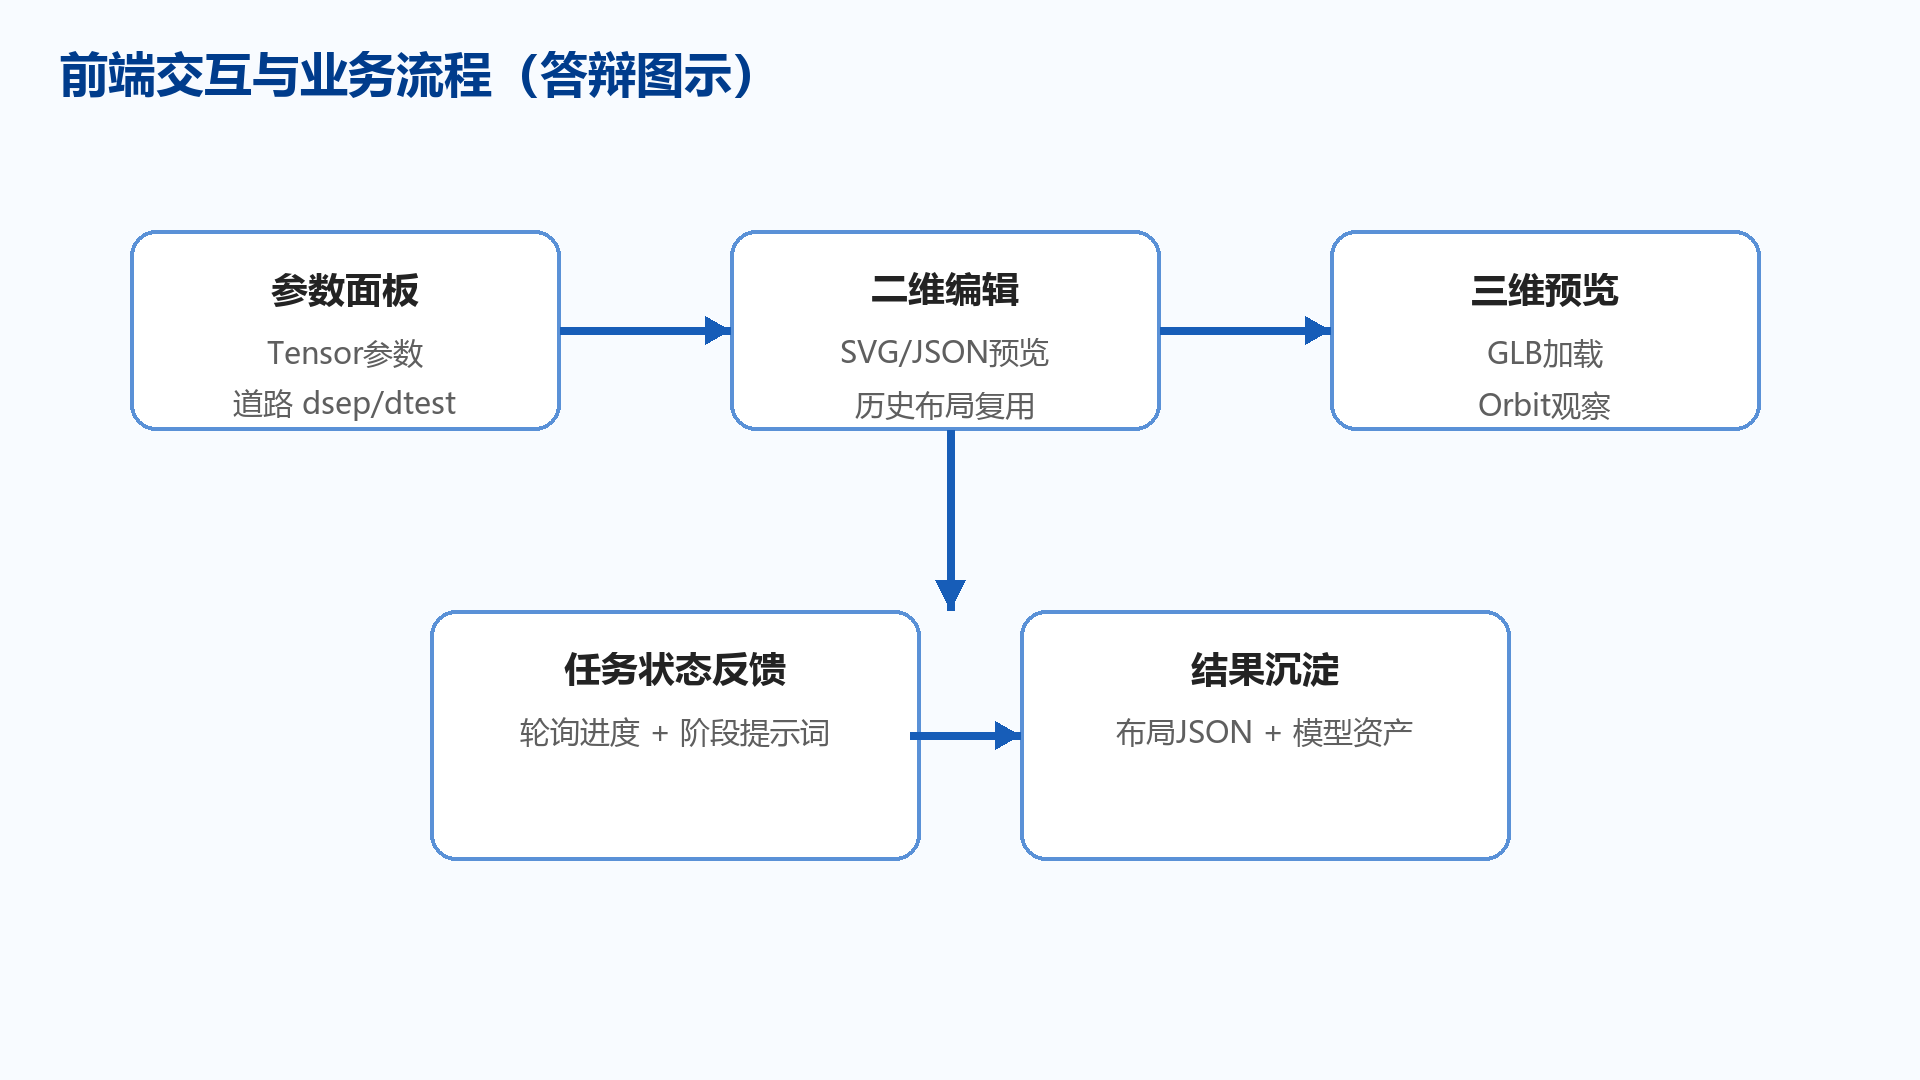 前端交互与业务流程（答辩图示）
参数面板
Tensor参数
道路 dsep/dtest
二维编辑
SVG/JSON预览
历史布局复用
三维预览
GLB加载
Orbit观察
任务状态反馈
轮询进度 + 阶段提示词
结果沉淀
布局JSON + 模型资产